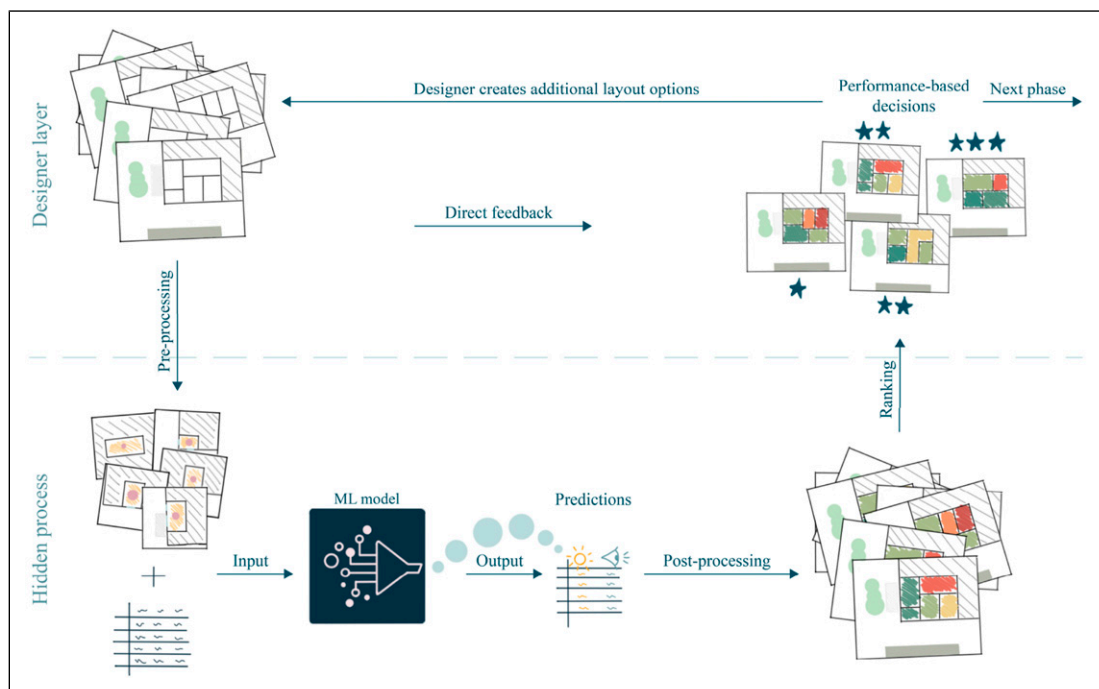 Designer layer
Designer creates additional layout options
Performance-based
decisions
Next phase
Direct feedback
Pre-processing
Ranking
Hidden process
ML model
Predictions
Input
Output
Post-processing